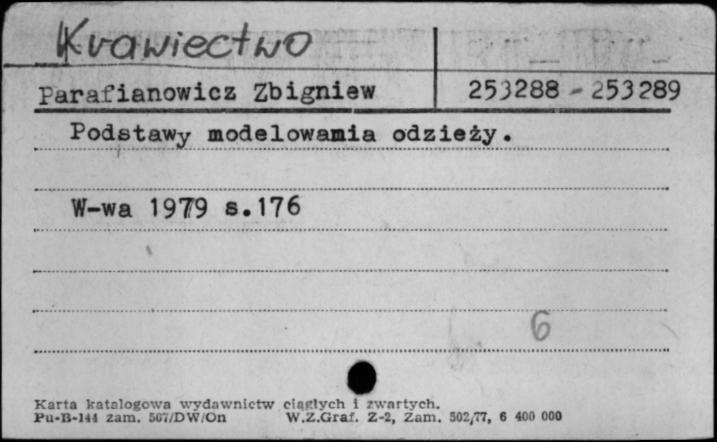 Krawiectwo
Parafianowicz Zbigniew 253288 - 253289
Podstawy modelowamia odzieży.
W-wa 1979 s.176
6
Karta katalogowa wydawnictw ciągłych i zwartych.
Pu-B-144 zam. 567/DW/On W.Z.Graf. Z-2, Zam. 502/77, 6 400 000